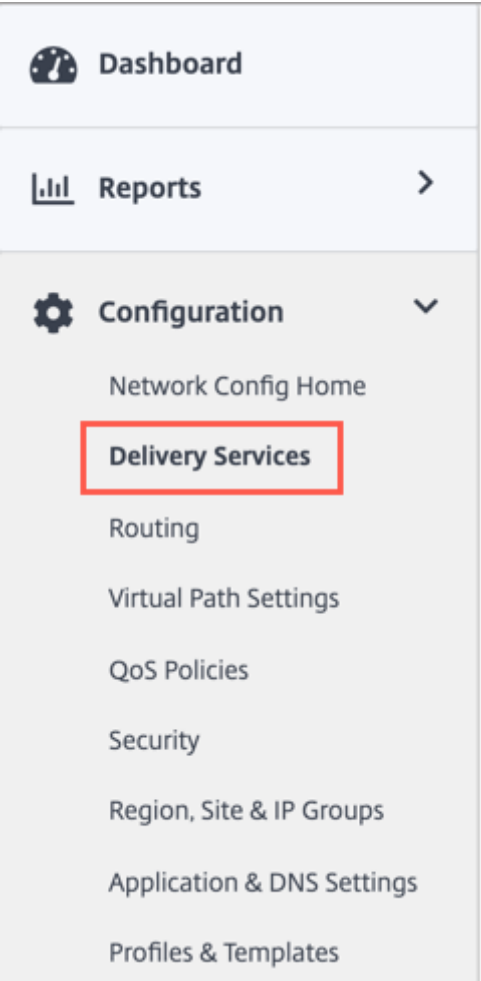 Dashboard
Reports
Configuration
Network Config Home
Delivery Services
Routing
Virtual Path Settings
QoS Policies
Security
Region, Site & IP Groups
Application & DNS Settings
Profiles & Templates